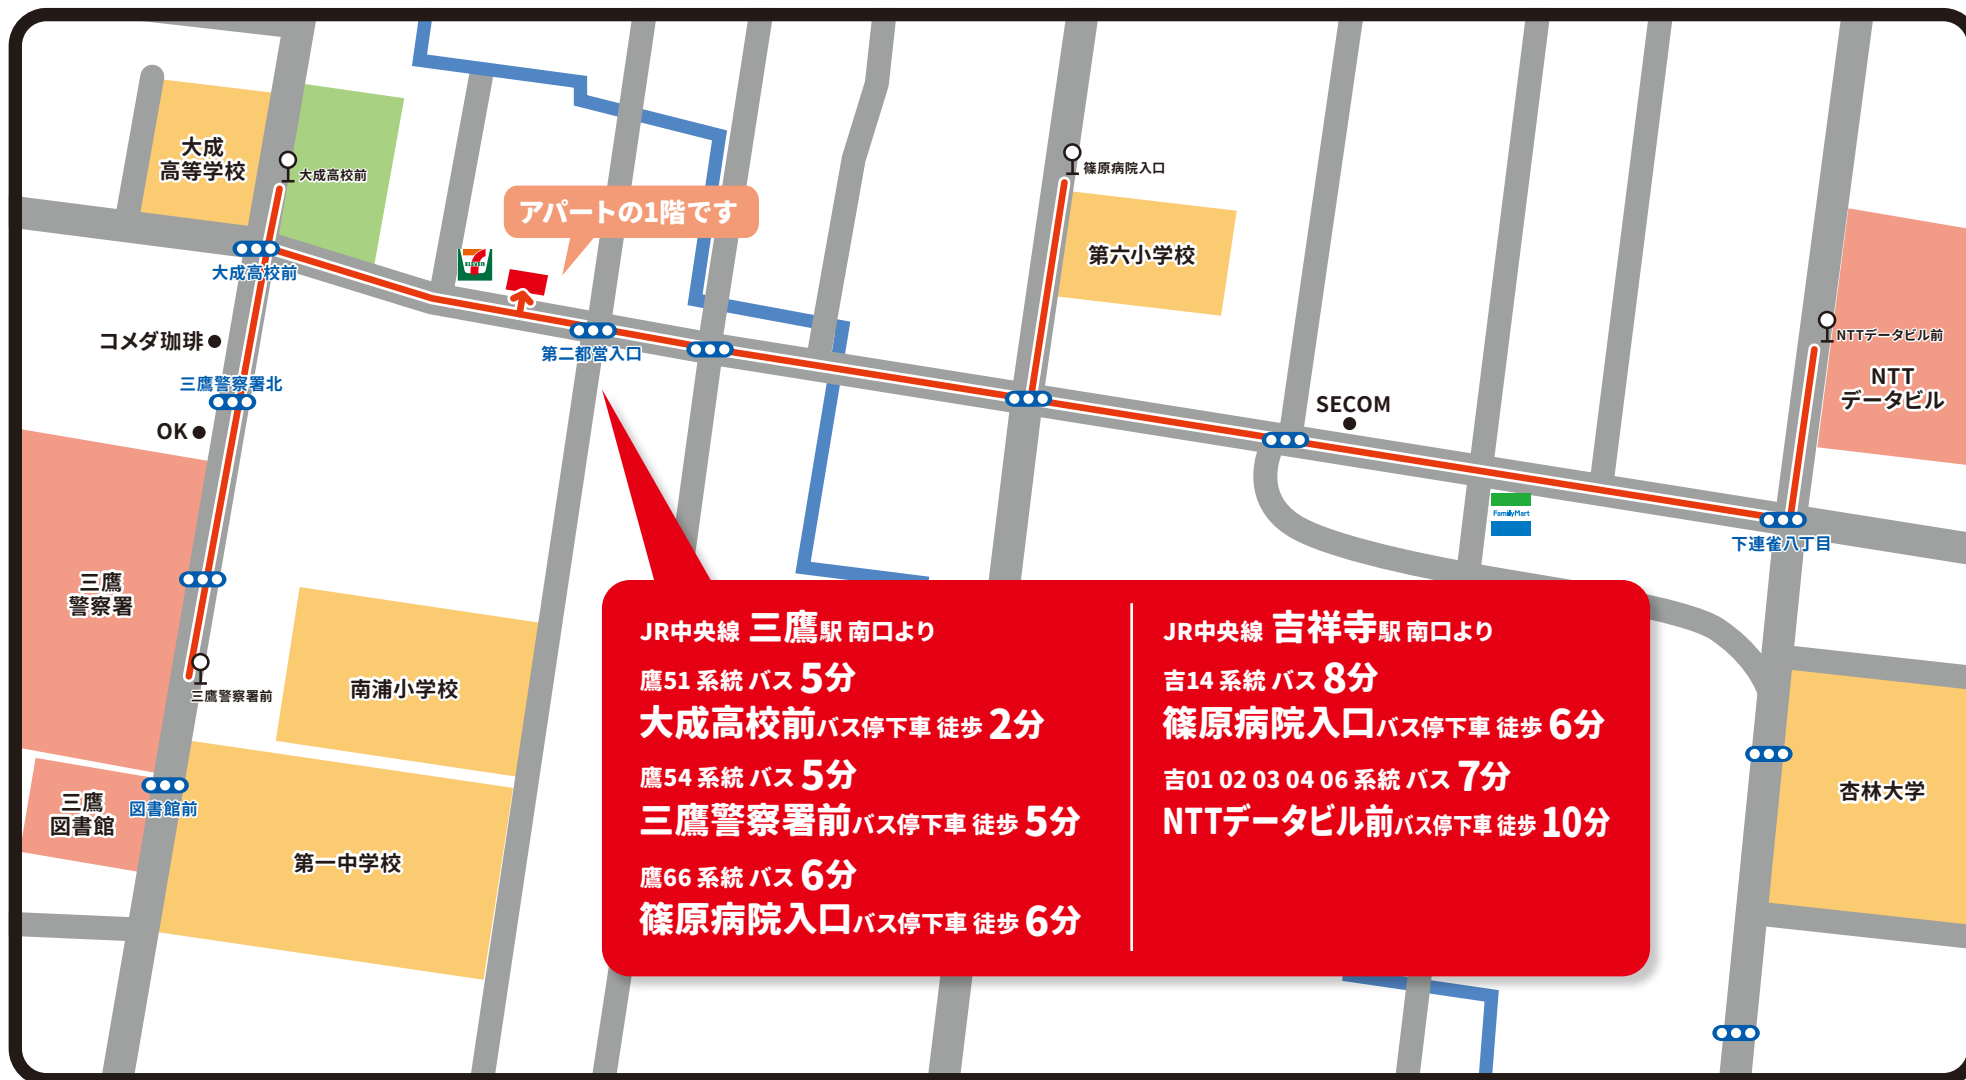 大成
高等学校
大成高校前
大成高校前
アパートの1階です
7
ELEVEN
第二都営入口
コメダ珈琲
三鷹警察署北
OK
三鷹
警察署
三鷹警察署前
南浦小学校
三鷹
図書館
図書館前
第一中学校
篠原病院入口
第六小学校
SECOM
FamilyMart
NTTデータビル前
NTT
データビル
下連雀八丁目
杏林大学
JR中央線 三鷹駅 南口より
鷹51 系統 バス 5分
大成高校前バス停下車 徒歩 2分
鷹54 系統 バス 5分
三鷹警察署前バス停下車 徒歩 5分
鷹66 系統 バス 6分
篠原病院入口バス停下車 徒歩 6分
JR中央線 吉祥寺駅 南口より
吉14 系統 バス 8分
篠原病院入口バス停下車 徒歩 6分
吉01 02 03 04 06 系統 バス 7分
NTTデータビル前バス停下車 徒歩 10分